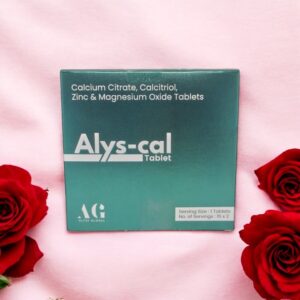 Calcium Citrate, Calcitriol,
Zinc & Magnesium Oxide Tablets
Alys-cal
Tablet
AG
Serving Size : 1 Tablets
No. of Servings : 15 x 2